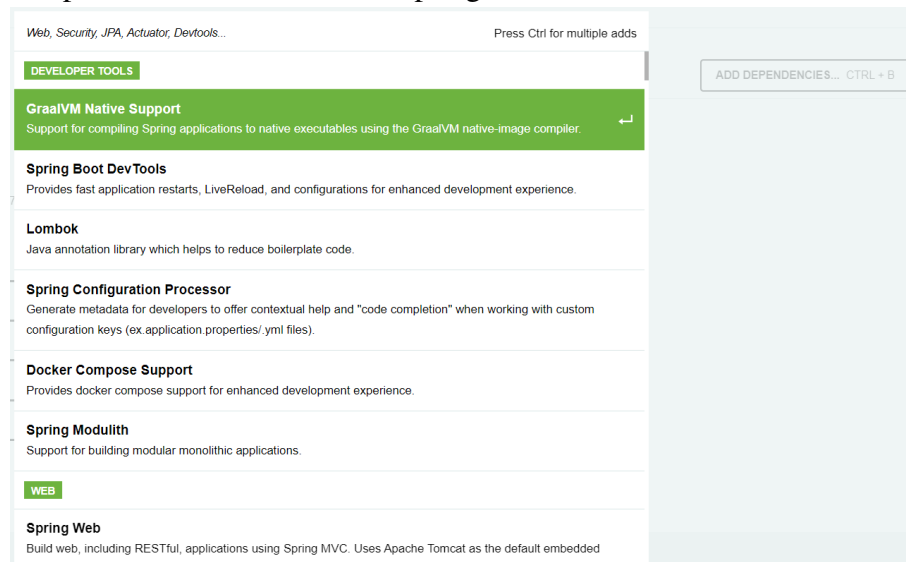 Web, Security, JPA, Actuator, Devtools...
Press Ctrl for multiple adds
DEVELOPER TOOLS
ADD DEPENDENCIES... CTRL + B
GraalVM Native Support
Support for compiling Spring applications to native executables using the GraalVM native-image compiler.
Spring Boot DevTools
Provides fast application restarts, LiveReload, and configurations for enhanced development experience.
Lombok
Java annotation library which helps to reduce boilerplate code.
Spring Configuration Processor
Generate metadata for developers to offer contextual help and "code completion" when working with custom
configuration keys (ex.application.properties/.yml files).
Docker Compose Support
Provides docker compose support for enhanced development experience.
Spring Modulith
Support for building modular monolithic applications.
WEB
Spring Web
Build web, including RESTful, applications using Spring MVC. Uses Apache Tomcat as the default embedded